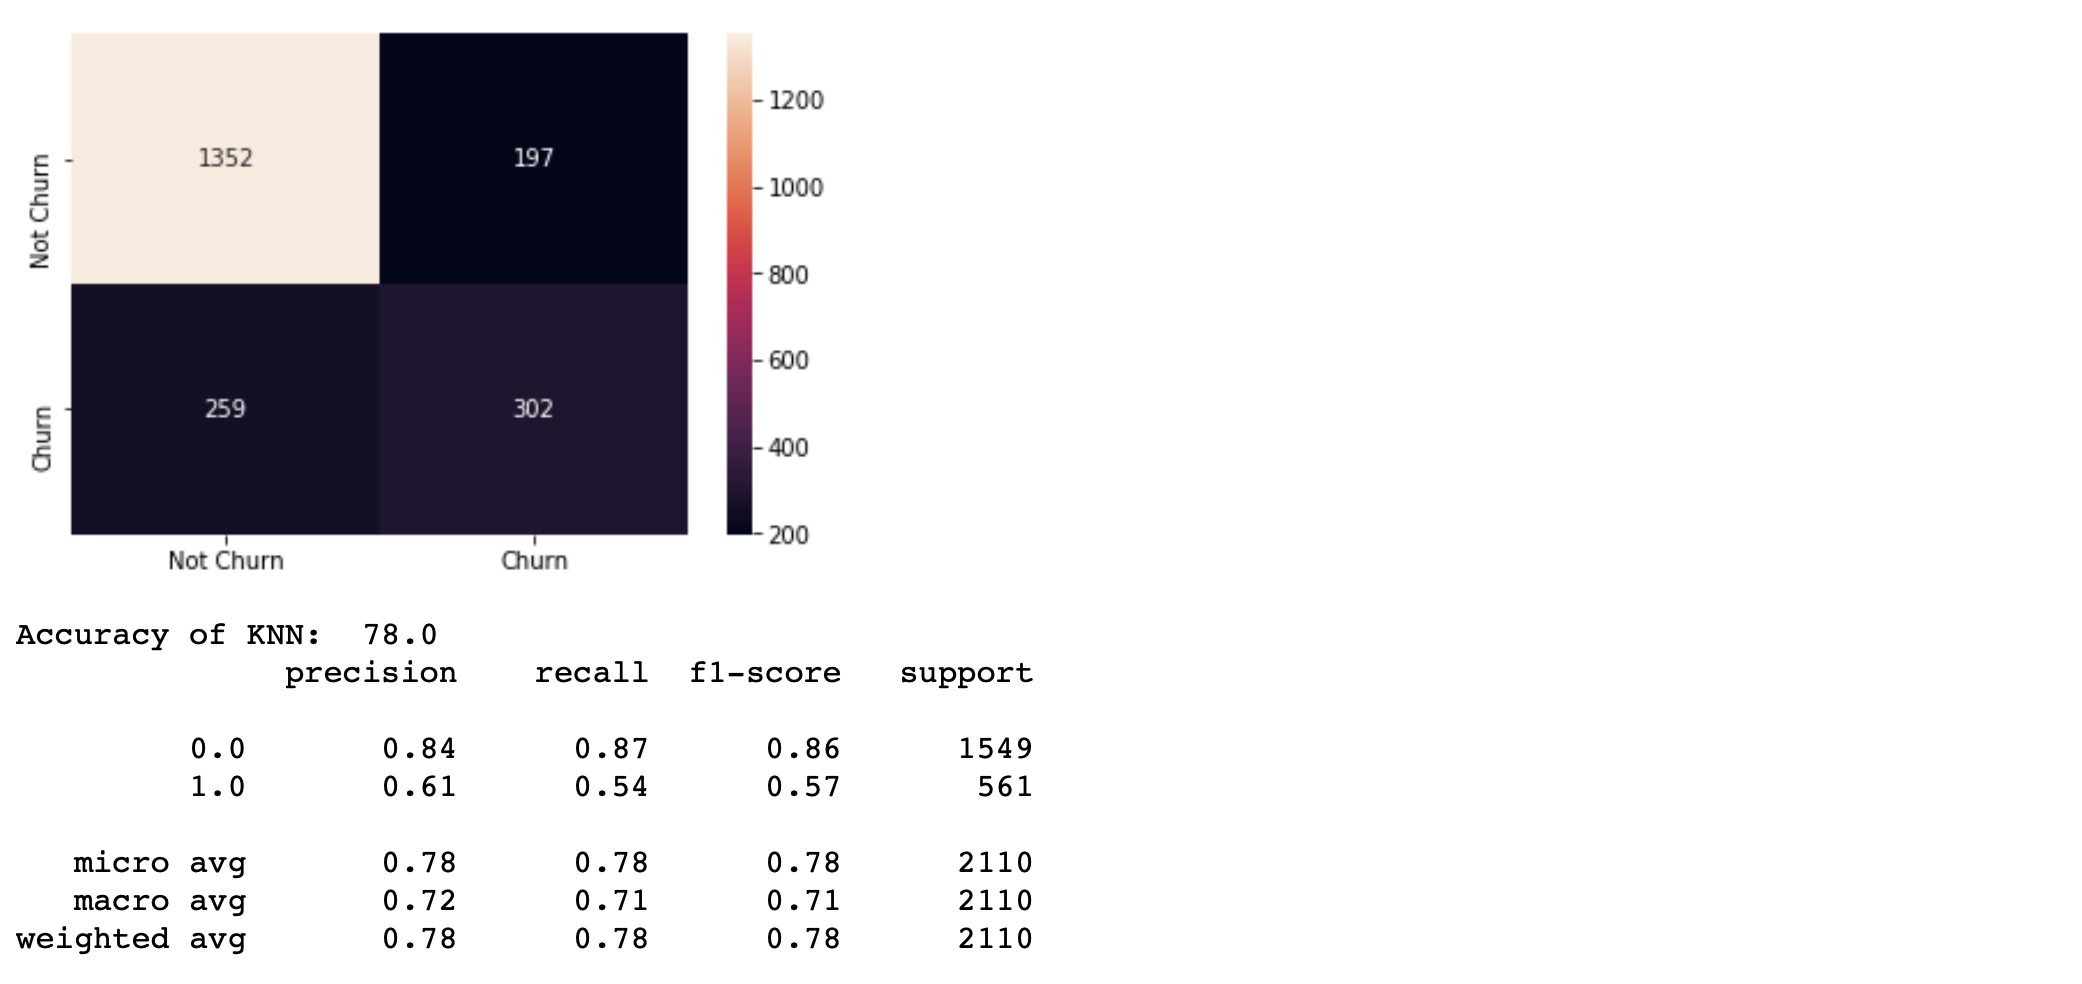 1200
1352 197
1000
Not Churn
800
600
259 302
Churn
400
200
Not Churn Churn
Accuracy of KNN: 78.0
precision recall f1-score support
0.0 0.84 0.87 0.86 1549
1.0 0.61 0.54 0.57 561
micro avg 0.78 0.78 0.78 2110
macro avg 0.72 0.71 0.71 2110
weighted avg 0.78 0.78 0.78 2110